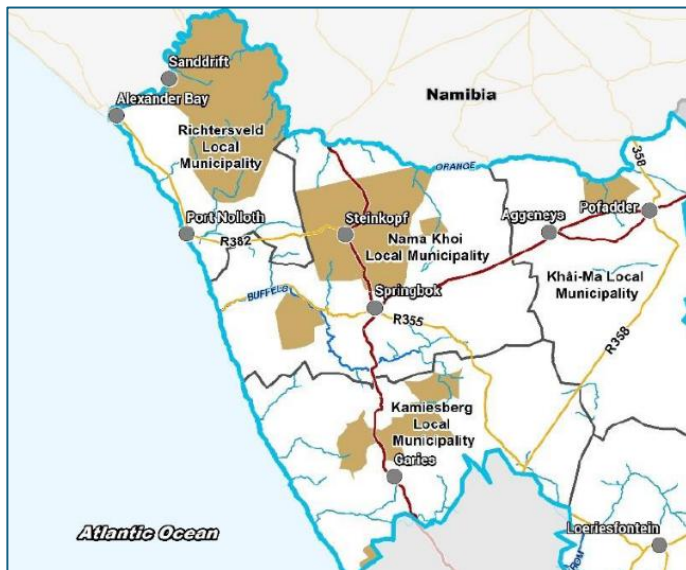 Sanddrift
Namibia
Alexander Bay
Richtersveld
Local
Municipality
358
ORANGE
Port Nolloth
R382
Steinkopf
Nama Khoi
Local Municipality
Aggeneys
Pofadder
Khâi-Ma Local
Municipality
BUFFELS
Springbok
R355
R358
Kamiesberg
Local
Municipality
Garies
Atlantic Ocean
Loeriesfontein
ROM